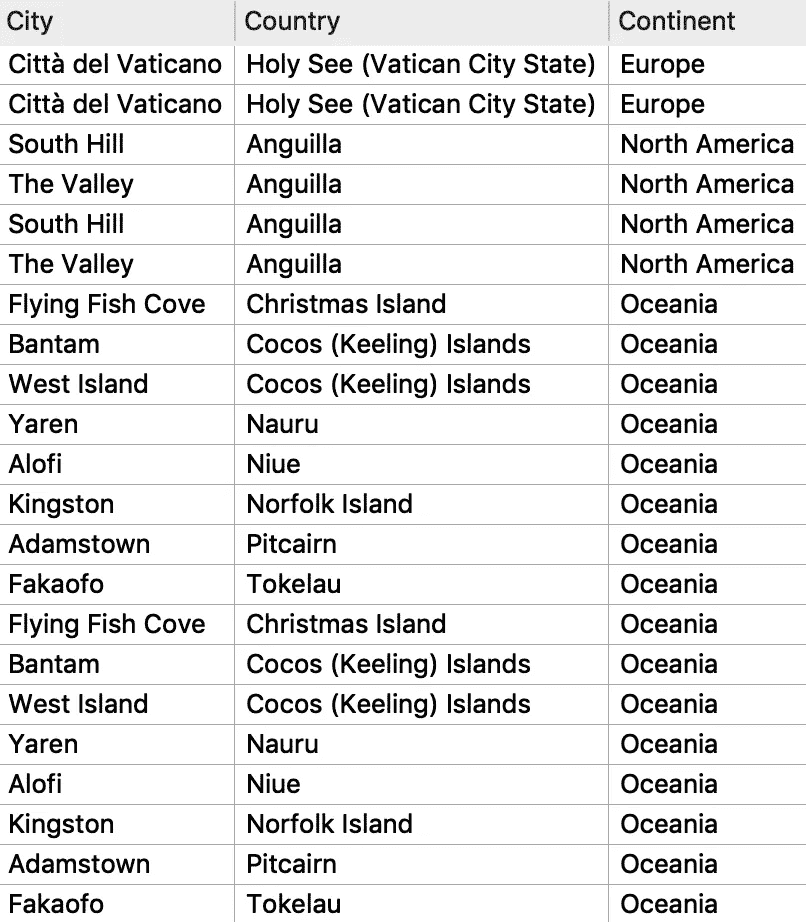 City Country Continent
Città del Vaticano Holy See (Vatican City State) Europe
Città del Vaticano Holy See (Vatican City State) Europe
South Hill Anguilla North America
The Valley Anguilla North America
South Hill Anguilla North America
The Valley Anguilla North America
Flying Fish Cove Christmas Island Oceania
Bantam Cocos (Keeling) Islands Oceania
West Island Cocos (Keeling) Islands Oceania
Yaren Nauru Oceania
Alofi Niue Oceania
Kingston Norfolk Island Oceania
Adamstown Pitcairn Oceania
Fakaofo Tokelau Oceania
Flying Fish Cove Christmas Island Oceania
Bantam Cocos (Keeling) Islands Oceania
West Island Cocos (Keeling) Islands Oceania
Yaren Nauru Oceania
Alofi Niue Oceania
Kingston Norfolk Island Oceania
Adamstown Pitcairn Oceania
Fakaofo Tokelau Oceania